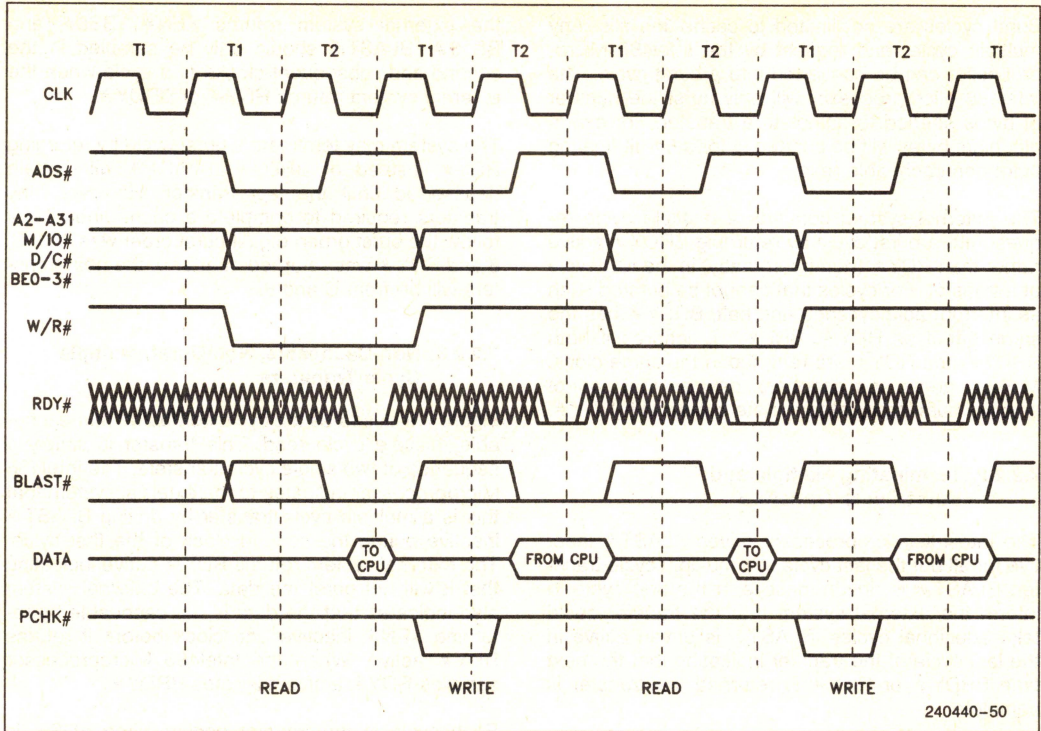 Ti T1 T2 T1 T2 T1 T2 T1 T2 Ti
CLK
ADS#
A2-A31
M/IO#
D/C#
BE0-3#
W/R#
RDY#
BLAST#
DATA TO CPU FROM CPU TO CPU FROM CPU
PCHK#
READ WRITE READ WRITE
240440-50